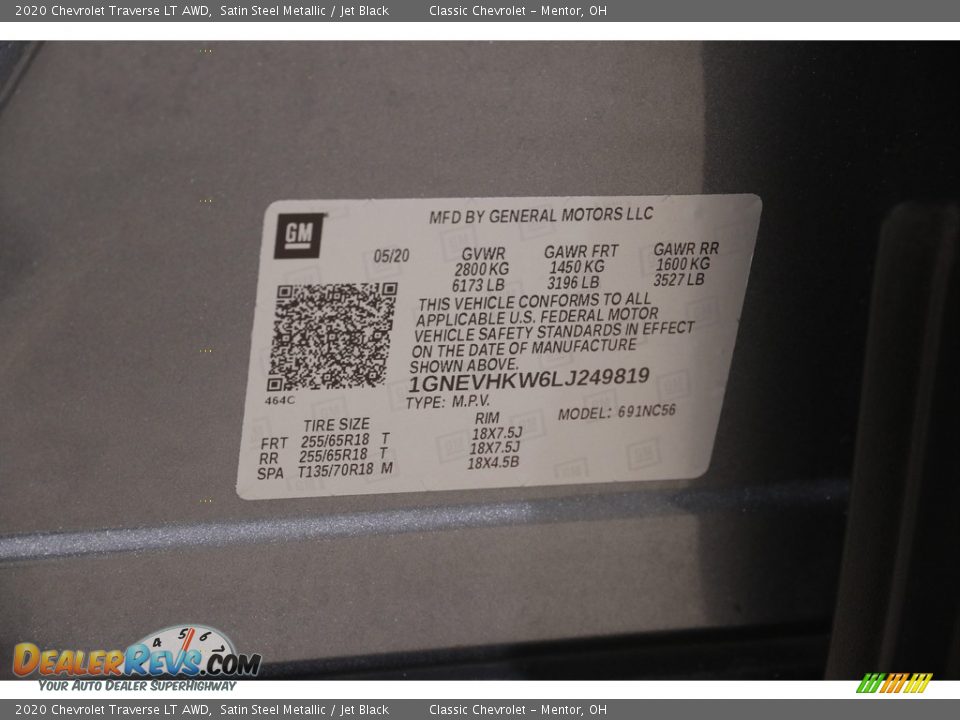 2020 Chevrolet Traverse LT AWD, Satin Steel Metallic / Jet Black Classic Chevrolet - Mentor, OH
GM
MFD BY GENERAL MOTORS LLC
05/20 GVWR GAWR FRT GAWR RR
2800 KG 1450 KG 1600 KG
6173 LB 3196 LB 3527 LB
THIS VEHICLE CONFORMS TO ALL
APPLICABLE U.S. FEDERAL MOTOR
VEHICLE SAFETY STANDARDS IN EFFECT
ON THE DATE OF MANUFACTURE
SHOWN ABOVE.
1GNEVHKW6LJ249819
464C
TYPE: M.P.V.
MODEL: 691NC56
TIRE SIZE RIM
FRT 255/65R18 T 18X7.5J
RR 255/65R18 T 18X7.5J
SPA T135/70R18 M 18X4.5B
4 5 6
DEALERREVS.COM
YOUR AUTO DEALER SUPERHIGHWAY
2020 Chevrolet Traverse LT AWD, Satin Steel Metallic / Jet Black Classic Chevrolet - Mentor, OH